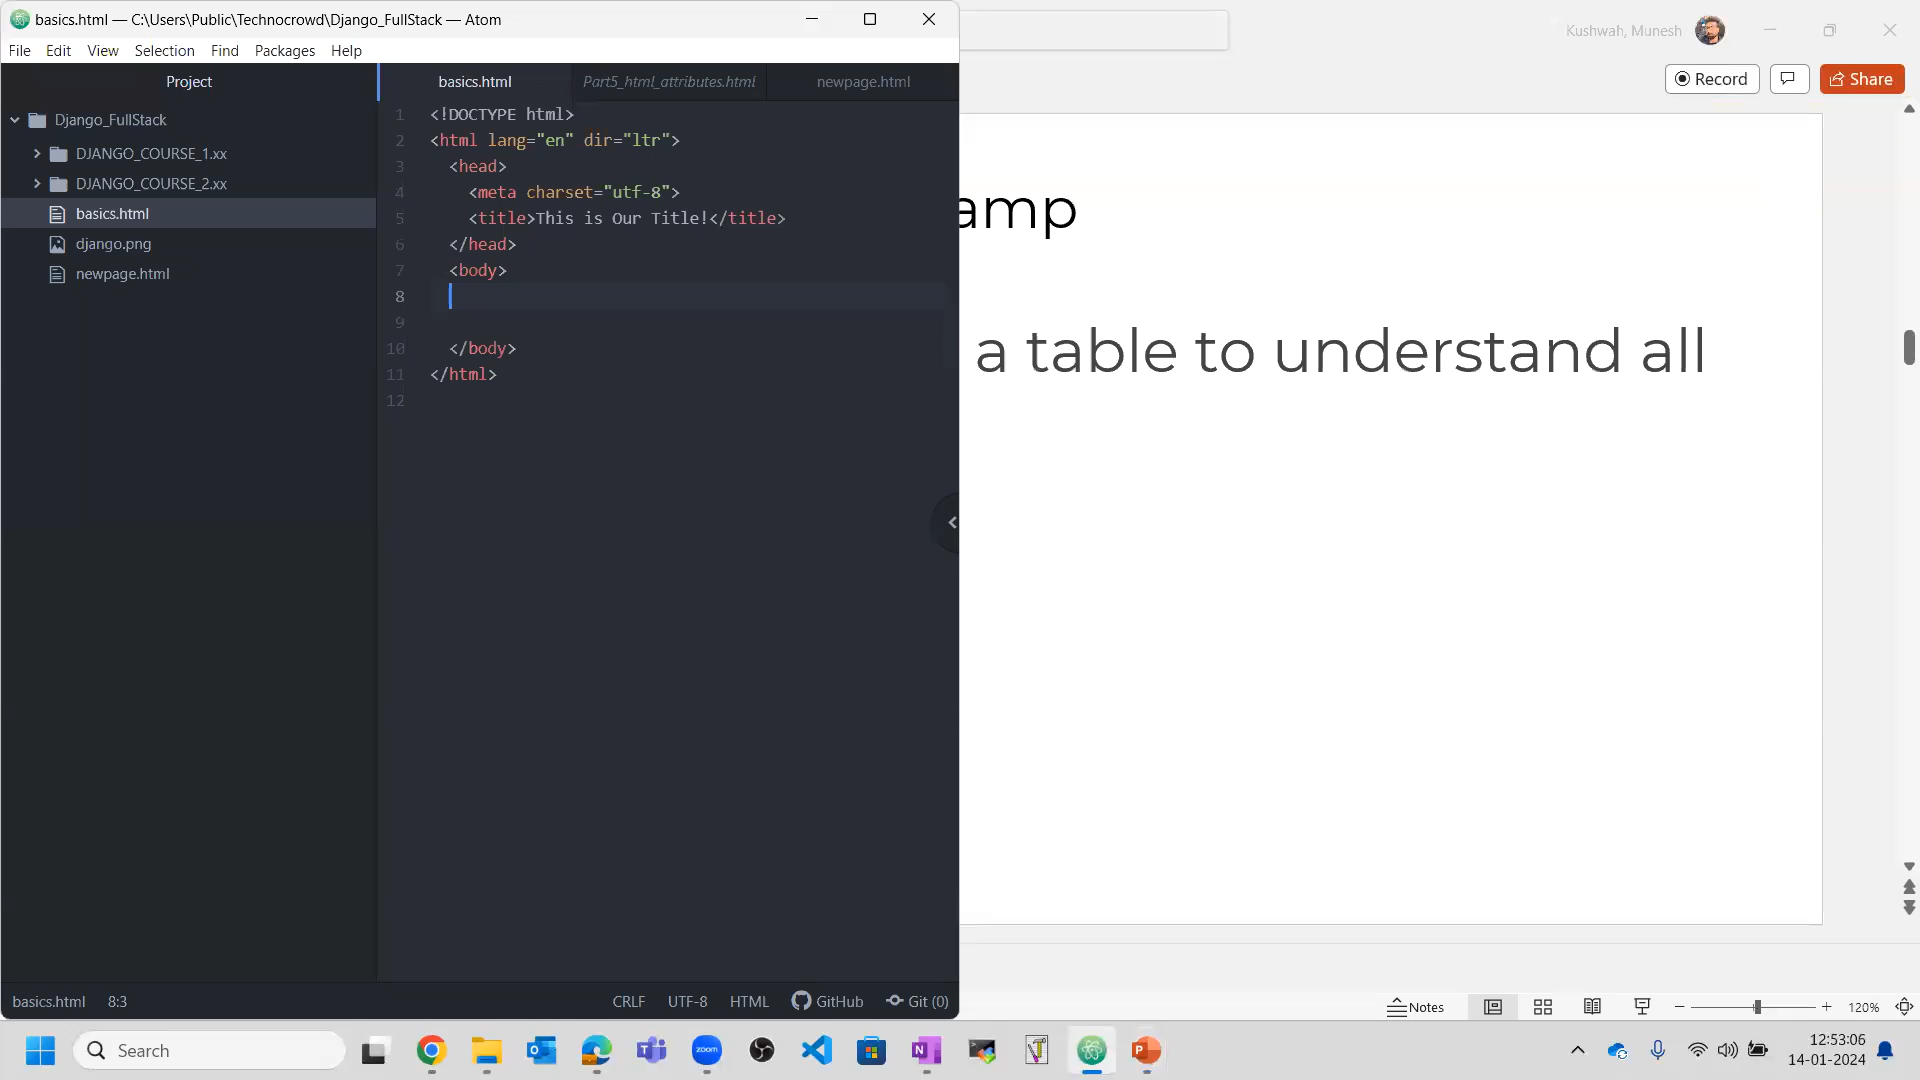 basics.html — C:\Users\Public\Technocrowd\Django_FullStack — Atom
File Edit View Selection Find Packages Help
Project
Django_FullStack
DJANGO_COURSE_1.xx
DJANGO_COURSE_2.xx
basics.html
django.png
newpage.html
basics.html Part5_html_attributes.html newpage.html
1 <!DOCTYPE html>
2 <html lang="en" dir="ltr">
3 <head>
4 <meta charset="utf-8">
5 <title>This is Our Title!</title>
6 </head>
7 <body>
8
9
10 </body>
11 </html>
12
basics.html 8:3 CRLF UTF-8 HTML GitHub Git (0)
Kushwah, Munesh
Record Share
amp
a table to understand all
Notes 120%
Search
zoom
12:53:06
14-01-2024